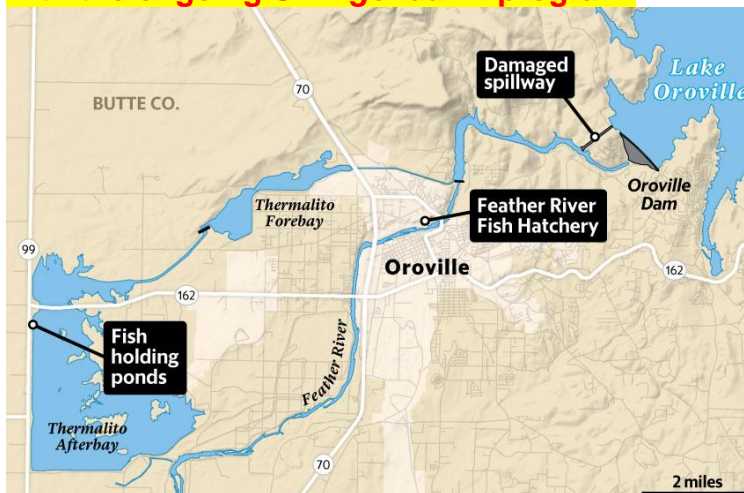 Damaged
spillway
Lake
Oroville
70
BUTTE CO.
Oroville
Dam
Thermalito
Forebay
Feather River
Fish Hatchery
99
Oroville
162
162
Fish
holding
ponds
Feather River
Thermalito
Afterbay
70
2 miles